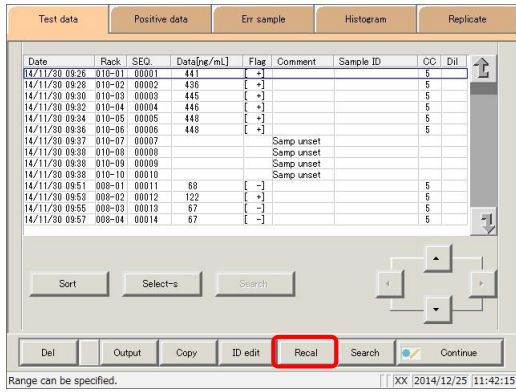 Test data Positive data Err sample Histogram Replicate
Date Rack SEQ. Data[ng/mL] Flag Comment Sample ID CC Dil
14/11/30 09:26 010-01 00001 441 [ +] 5
14/11/30 09:28 010-02 00002 436 [ +] 5
14/11/30 09:30 010-03 00003 445 [ +] 5
14/11/30 09:32 010-04 00004 446 [ +] 5
14/11/30 09:34 010-05 00005 448 [ +] 5
14/11/30 09:36 010-06 00006 448 [ +] 5
14/11/30 09:37 010-07 00007 Samp unset
14/11/30 09:38 010-08 00008 Samp unset
14/11/30 09:38 010-09 00009 Samp unset
14/11/30 09:38 010-10 00010 Samp unset
14/11/30 09:51 008-01 00011 68 [ -] 5
14/11/30 09:53 008-02 00012 122 [ +] 5
14/11/30 09:55 008-03 00013 67 [ -] 5
14/11/30 09:57 008-04 00014 67 [ -] 5
Sort Select-s Search
Del Output Copy ID edit Recal Search Continue
Range can be specified. XX 2014/12/25 11:42:15